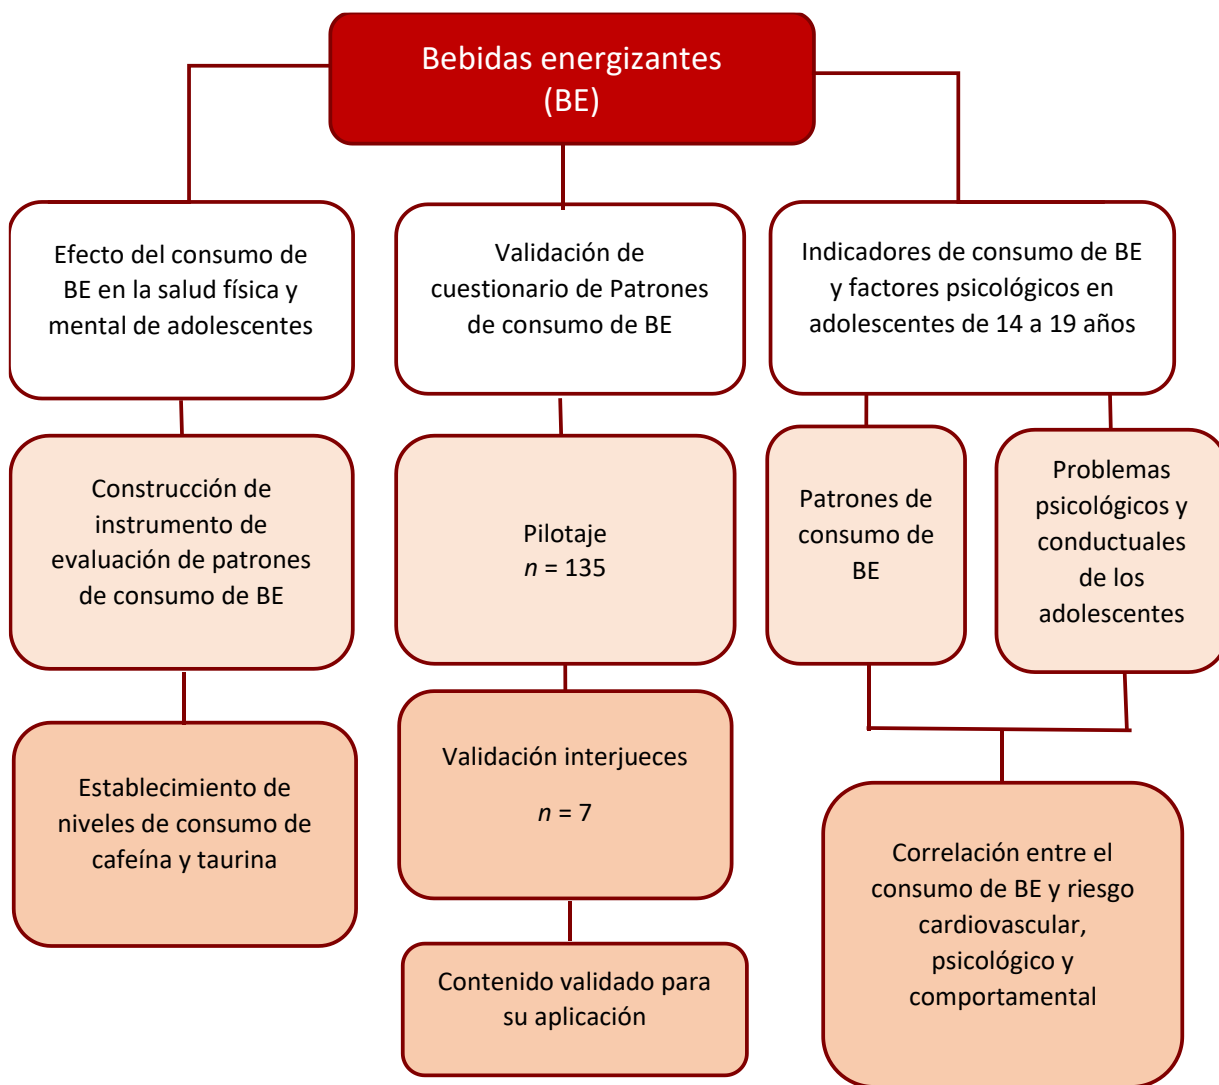 Bebidas energizantes
(BE)
Efecto del consumo de
BE en la salud física y
mental de adolescentes
Validación de
cuestionario de Patrones
de consumo de BE
Indicadores de consumo de BE
y factores psicológicos en
adolescentes de 14 a 19 años
Construcción de
instrumento de
evaluación de patrones
de consumo de BE
Pilotaje
n = 135
Patrones de
consumo de
BE
Problemas
psicológicos y
conductuales
de los
adolescentes
Establecimiento de
niveles de consumo de
cafeína y taurina
Validación interjueces
n = 7
Contenido validado para
su aplicación
Correlación entre el
consumo de BE y riesgo
cardiovascular,
psicológico y
comportamental